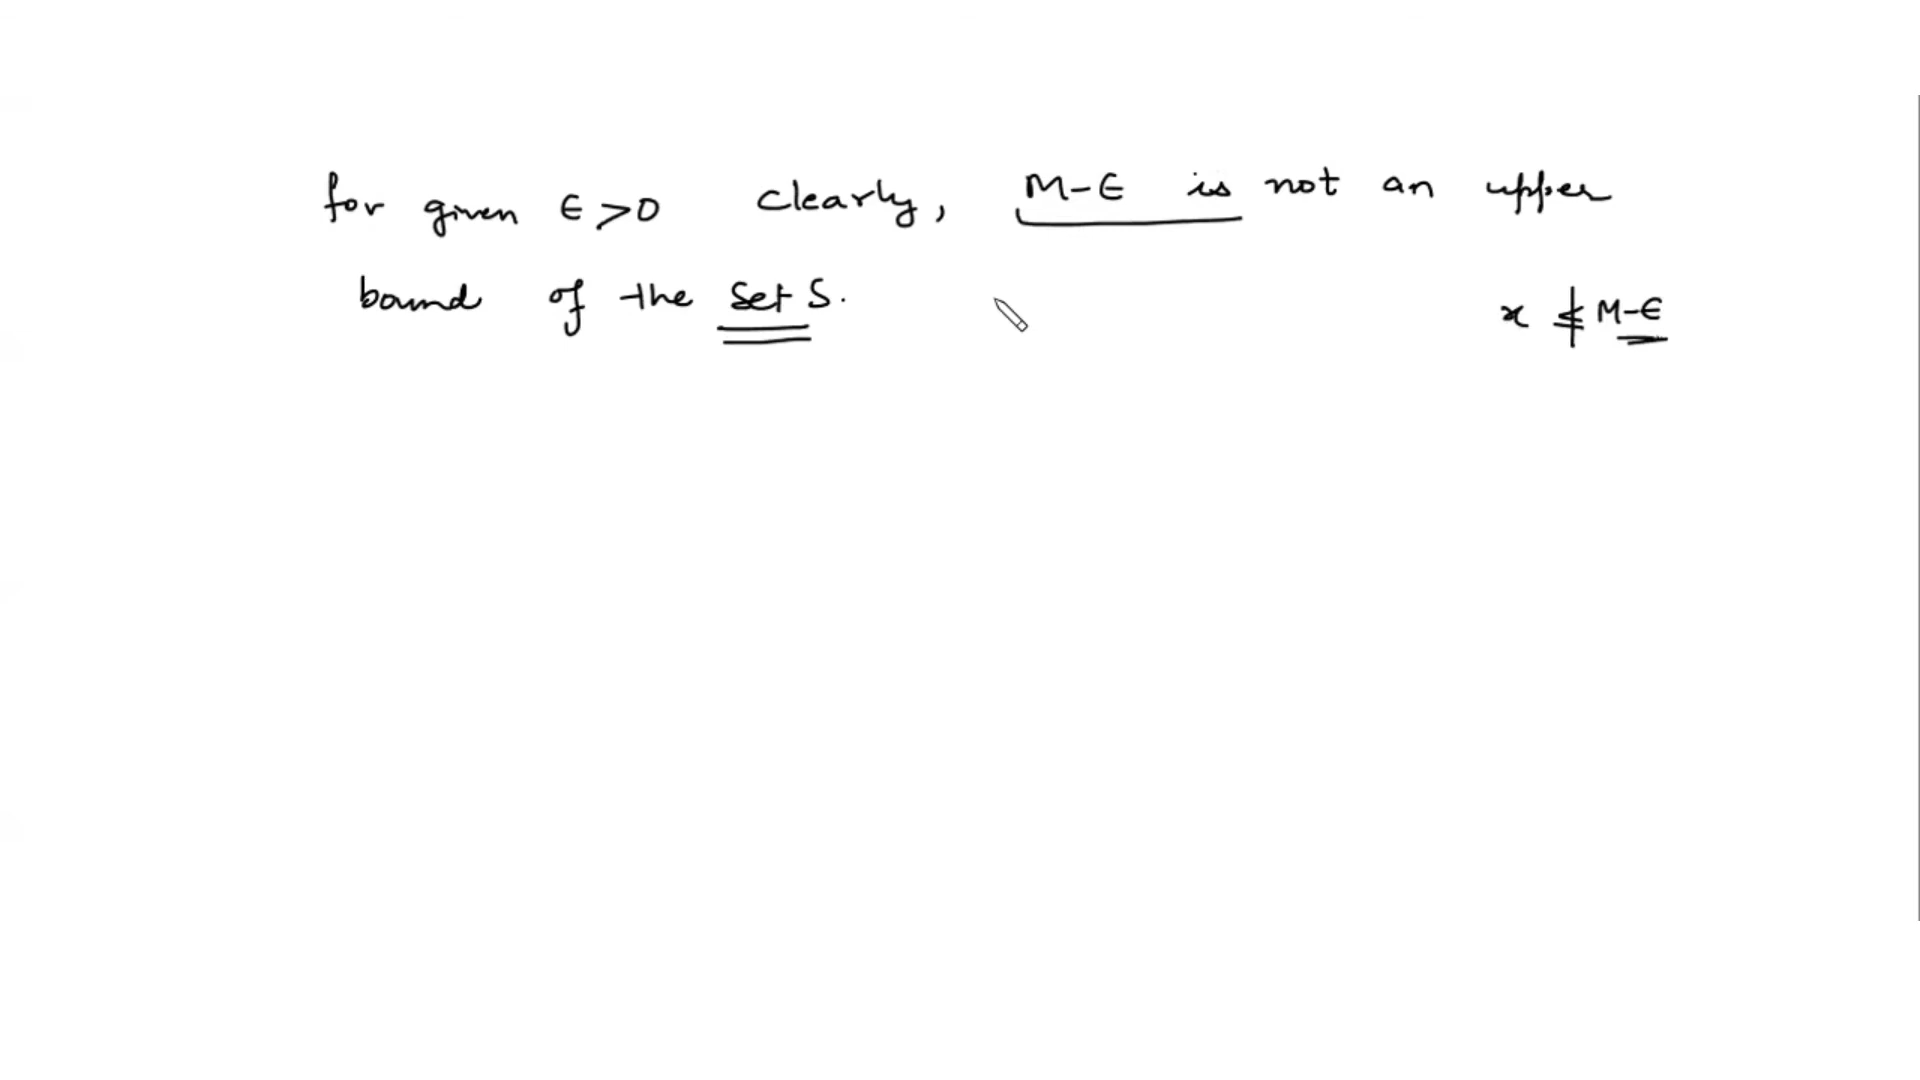 for given ∈ > 0 clearly, M-∈ is not an upper
bound of the set S.
x ≰ M-∈